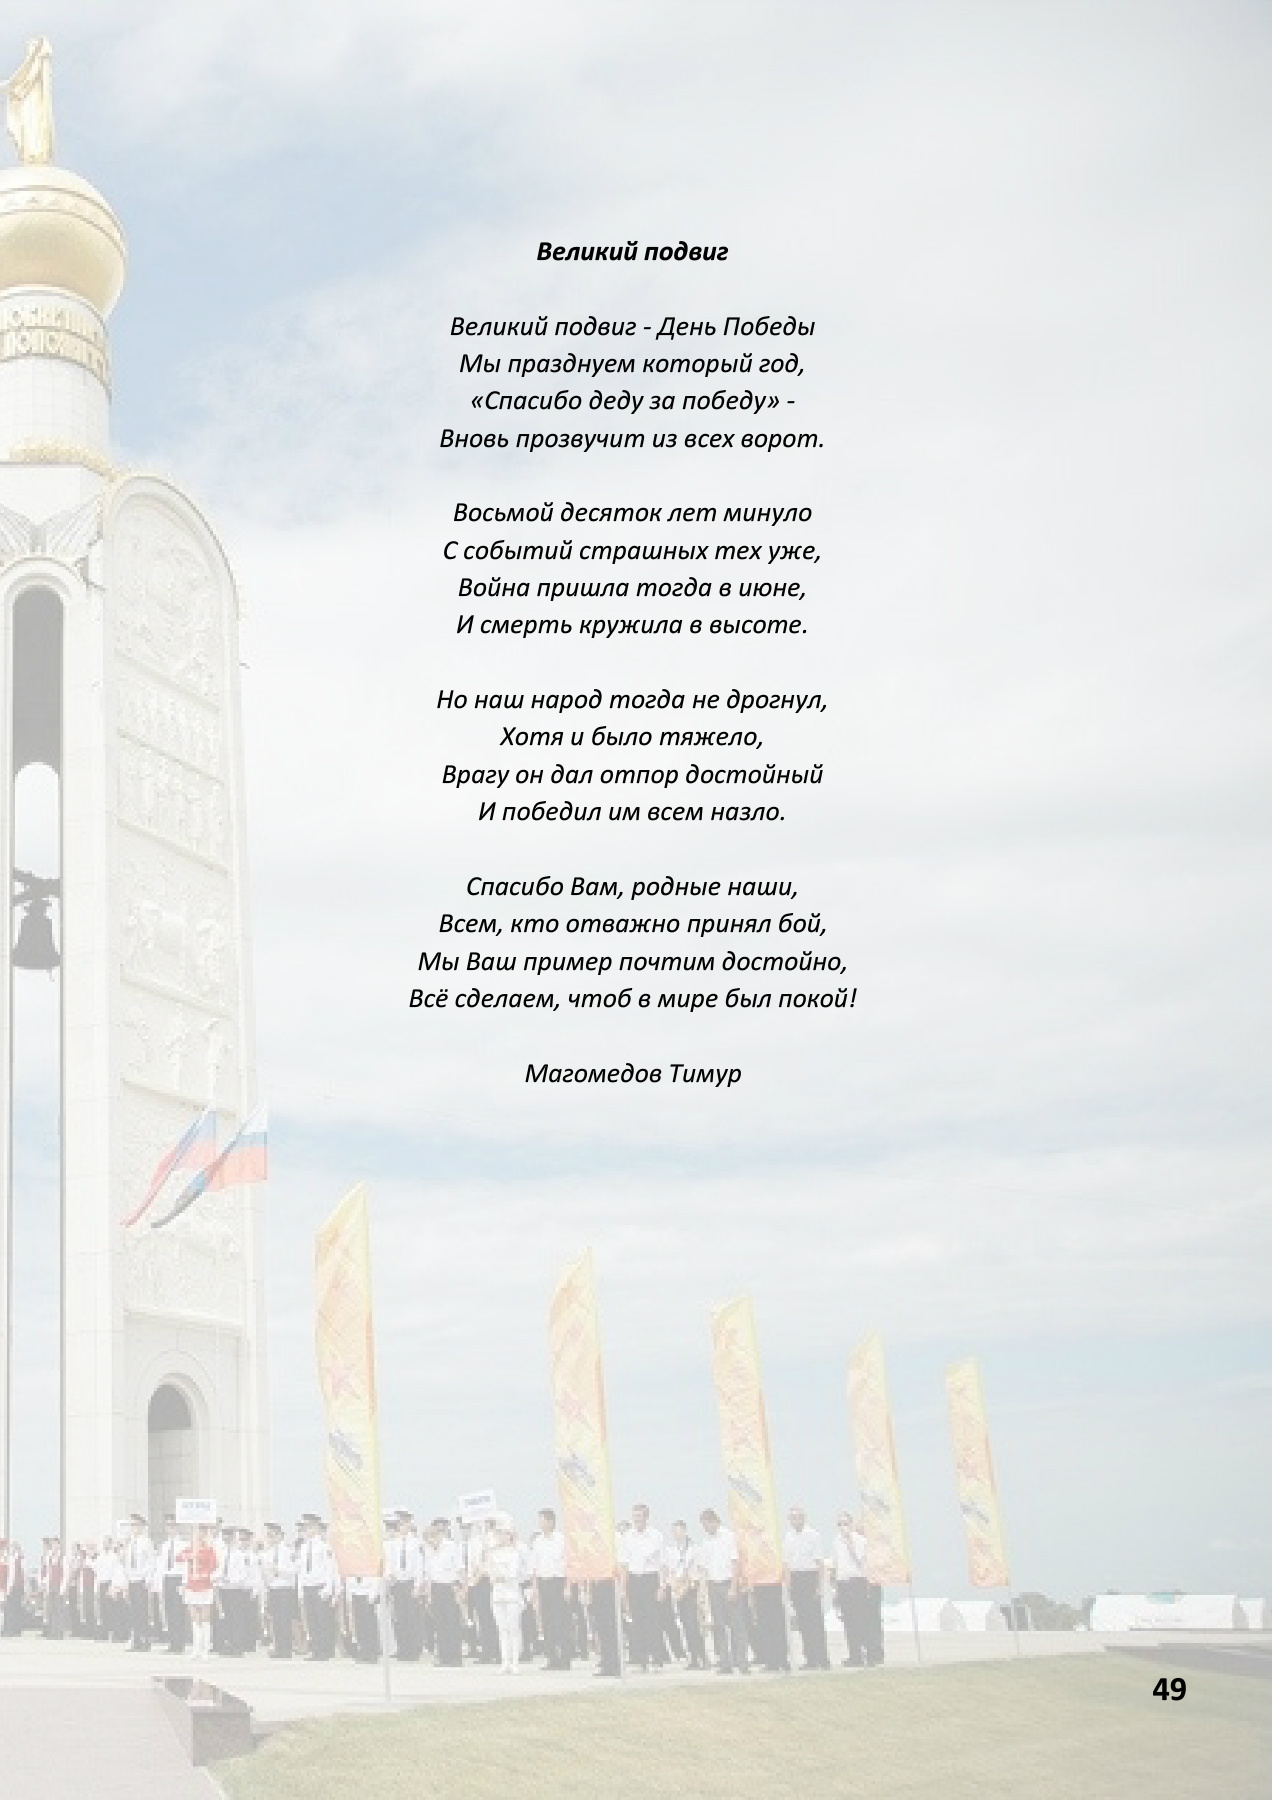 Великий подвиг
Великий подвиг - День Победы
Мы празднуем который год,
«Спасибо деду за победу» -
Вновь прозвучит из всех ворот.
Восьмой десяток лет минуло
С событий страшных тех уже,
Война пришла тогда в июне,
И смерть кружила в высоте.
Но наш народ тогда не дрогнул,
Хотя и было тяжело,
Врагу он дал отпор достойный
И победил им всем назло.
Спасибо Вам, родные наши,
Всем, кто отважно принял бой,
Мы Ваш пример почтим достойно,
Всё сделаем, чтоб в мире был покой!
Магомедов Тимур
49